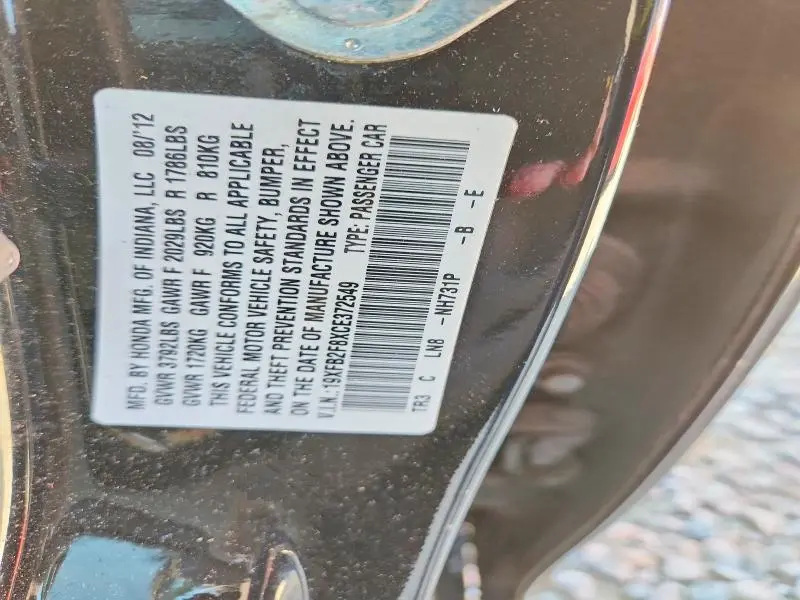 MFD. BY HONDA MFG. OF INDIANA, LLC 08/'12
GVWR 3792LBS GAWR F 2029LBS R 1786LBS
GVWR 1720KG GAWR F 920KG R 810KG
THIS VEHICLE CONFORMS TO ALL APPLICABLE
FEDERAL MOTOR VEHICLE SAFETY, BUMPER,
AND THEFT PREVENTION STANDARDS IN EFFECT
ON THE DATE OF MANUFACTURE SHOWN ABOVE.
V.I.N.:19XFB2F8XCE372549 TYPE: PASSENGER CAR
TR3 C LN8 -NH731P -B -E